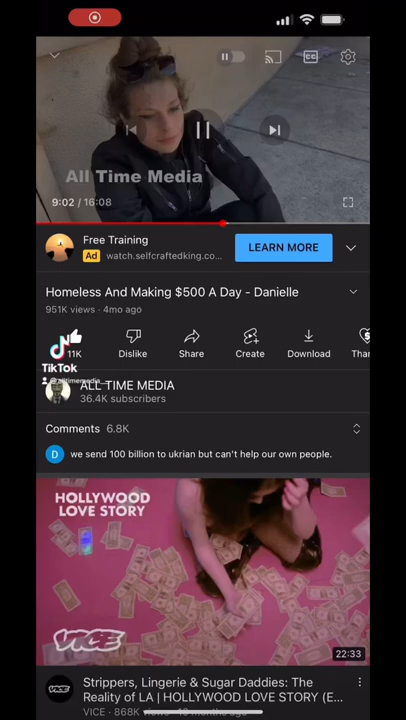 CC
All Time Media
9:02 / 16:08
Free Training
LEARN MORE
Ad watch.selfcraftedking.co...
Homeless And Making $500 A Day - Danielle
951K views · 4mo ago
11K
Dislike
Share
Create
Download
Than
TikTok
ALL TIME MEDIA
36.4K subscribers
Comments 6.8K
D we send 100 billion to ukrian but can't help our own people.
HOLLYWOOD
LOVE STORY
VICE
22:33
VICE
Strippers, Lingerie & Sugar Daddies: The
Reality of LA | HOLLYWOOD LOVE STORY (E...
VICE · 868K